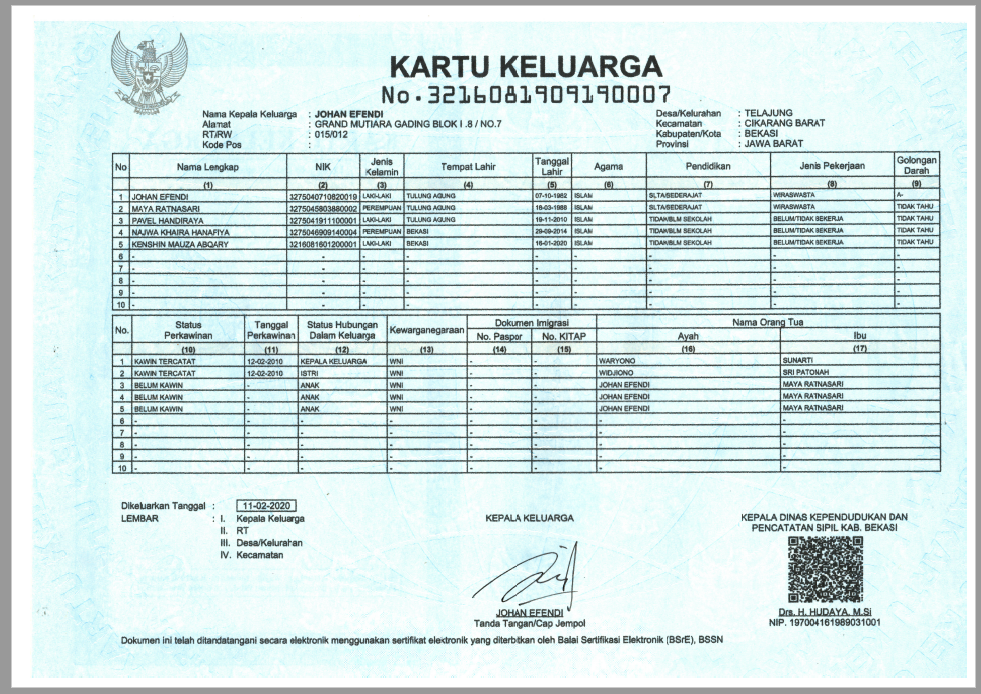 KARTU KELUARGA
No. 3216081909190007
Nama Kepala Keluarga : JOHAN EFENDI
Alamat : GRAND MUTIARA GADING BLOK I .8 / NO.7
RT/RW : 015/012
Kode Pos :
Desa/Kelurahan : TELAJUNG
Kecamatan : CIKARANG BARAT
Kabupaten/Kota : BEKASI
Provinsi : JAWA BARAT
No Nama Lengkap NIK Jenis Kelamin Tempat Lahir Tanggal Lahir Agama Pendidikan Jenis Pekerjaan Golongan Darah
(1) (2) (3) (4) (5) (6) (7) (8) (9)
1 JOHAN EFENDI 3275040710820019 LAKI-LAKI TULUNG AGUNG 07-10-1982 ISLAM SLTA/SEDERAJAT WIRASWASTA A-
2 MAYA RATNASARI 3275045803880002 PEREMPUAN TULUNG AGUNG 18-03-1988 ISLAM SLTA/SEDERAJAT WIRASWASTA TIDAK TAHU
3 PAVEL HANDIRAYA 3275041911100001 LAKI-LAKI TULUNG AGUNG 19-11-2010 ISLAM TIDAK/BLM SEKOLAH BELUM/TIDAK BEKERJA TIDAK TAHU
4 NAJWA KHAIRA HANAFIYA 3275046909140004 PEREMPUAN BEKASI 29-09-2014 ISLAM TIDAK/BLM SEKOLAH BELUM/TIDAK BEKERJA TIDAK TAHU
5 KENSHIN MAUZA ABQARY 3216081601200001 LAKI-LAKI BEKASI 16-01-2020 ISLAM TIDAK/BLM SEKOLAH BELUM/TIDAK BEKERJA TIDAK TAHU
6 - - - - - - - -
7 - - - - - - - -
8 - - - - - - - -
9 - - - - - - - -
10 - - - - - - - -
No. Status Perkawinan Tanggal Perkawinan Status Hubungan Dalam Keluarga Kewarganegaraan Dokumen Imigrasi Nama Orang Tua
No. Paspor No. KITAP Ayah Ibu
(10) (11) (12) (13) (14) (15) (16) (17)
1 KAWIN TERCATAT 12-02-2010 KEPALA KELUARGA WNI - - WARYONO SUNARTI
2 KAWIN TERCATAT 12-02-2010 ISTRI WNI - - WIDJIONO SRI PATONAH
3 BELUM KAWIN - ANAK WNI - - JOHAN EFENDI MAYA RATNASARI
4 BELUM KAWIN - ANAK WNI - - JOHAN EFENDI MAYA RATNASARI
5 BELUM KAWIN - ANAK WNI - - JOHAN EFENDI MAYA RATNASARI
6 - - - - - - - -
7 - - - - - - - -
8 - - - - - - - -
9 - - - - - - - -
10 - - - - - - - -
Dikeluarkan Tanggal : 11-02-2020
LEMBAR : I. Kepala Keluarga
II. RT
III. Desa/Kelurahan
IV. Kecamatan
KEPALA KELUARGA
JOHAN EFENDI
Tanda Tangan/Cap Jempol
KEPALA DINAS KEPENDUDUKAN DAN
PENCATATAN SIPIL KAB. BEKASI
Drs. H. HUDAYA, M.Si
NIP. 197004161989031001
Dokumen ini telah ditandatangani secara elektronik menggunakan sertifikat elektronik yang diterbitkan oleh Balai Sertifikasi Elektronik (BSrE), BSSN